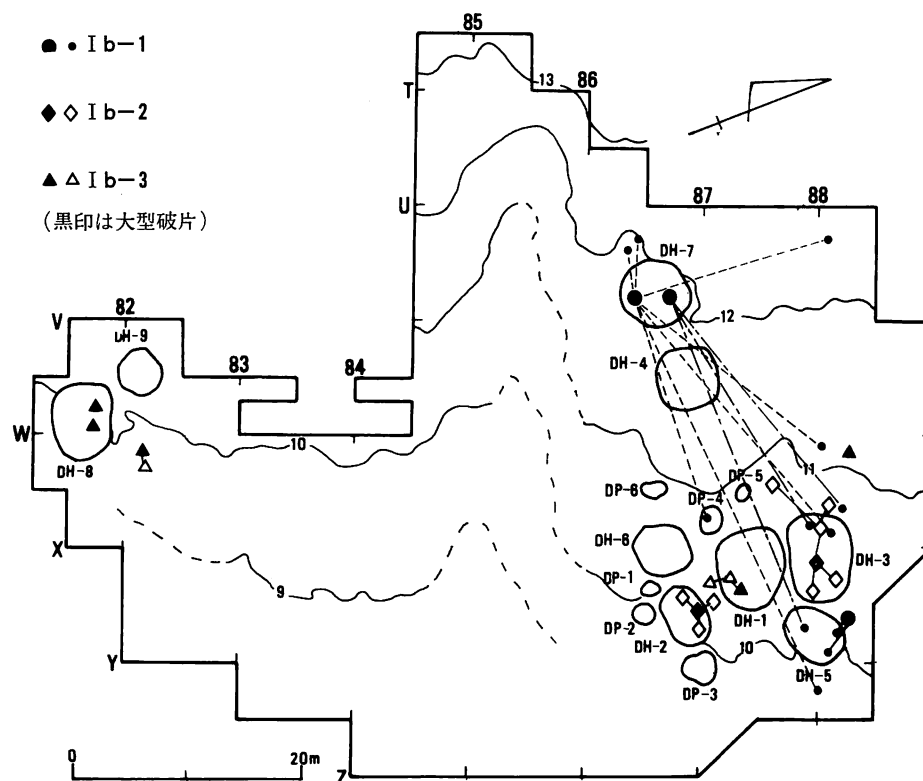 ● • Ⅰb—1
◆ ◇ Ⅰb—2
▲ △ Ⅰb—3
(黒印は大型破片)
85
13
T
86
U
87
88
DH-7
12
V
82
DH-9
83
84
DH-4
W
10
DH-8
11
DP-6
DP-5
DP-4
X
DH-6
DH-3
9
DP-1
DP-2
DH-2
DH-1
10
Y
DH-5
DP-3
0
20m
Z